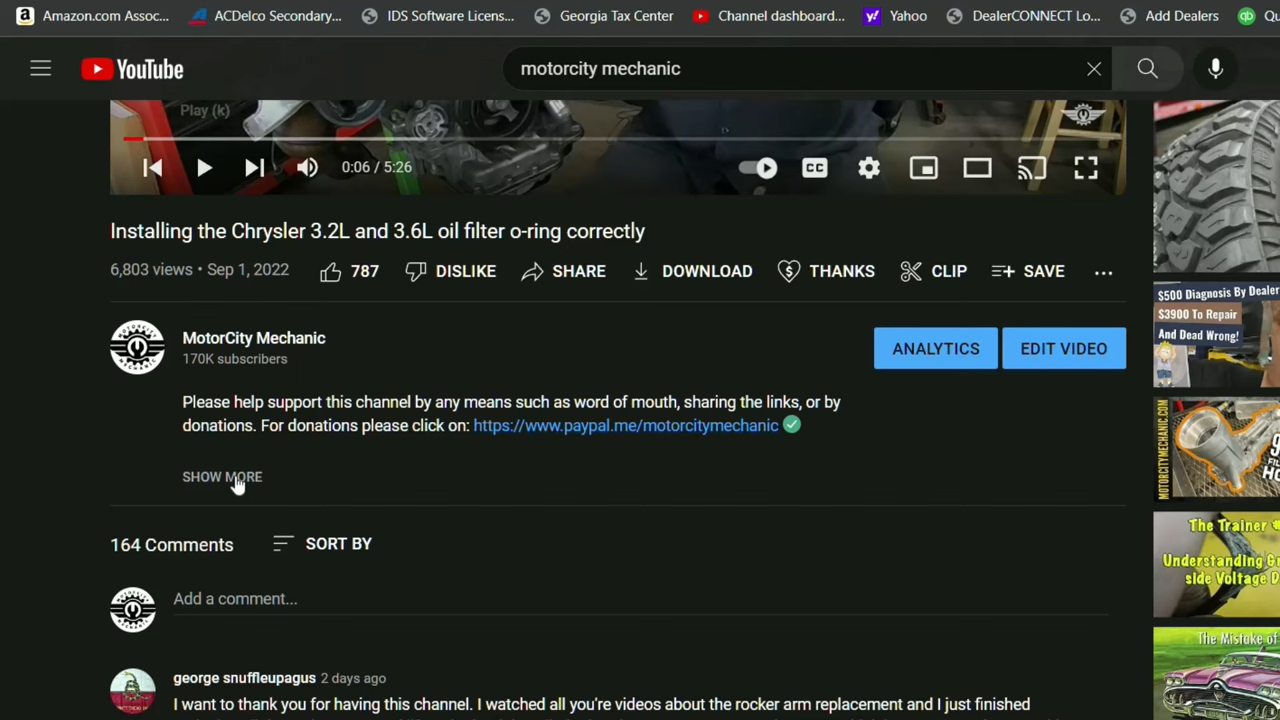 Amazon.com Assoc... ACDelco Secondary... IDS Software Licens... Georgia Tax Center Channel dashboard... Yahoo DealerCONNECT Lo... Add Dealers
YouTube motorcity mechanic
Play (k)
0:06 / 5:26 CC
Installing the Chrysler 3.2L and 3.6L oil filter o-ring correctly
6,803 views • Sep 1, 2022 787 DISLIKE SHARE DOWNLOAD THANKS CLIP SAVE
MotorCity Mechanic
170K subscribers
ANALYTICS EDIT VIDEO
Please help support this channel by any means such as word of mouth, sharing the links, or by
donations. For donations please click on: https://www.paypal.me/motorcitymechanic
SHOW MORE
164 Comments SORT BY
Add a comment...
george snuffleupagus 2 days ago
I want to thank you for having this channel. I watched all you're videos about the rocker arm replacement and I just finished
$500 Diagnosis By Dealer
$3900 To Repair
And Dead Wrong!
MOTORCITYMECHANIC.COM
The Trainer
Understanding
side Voltage
The Mistake of